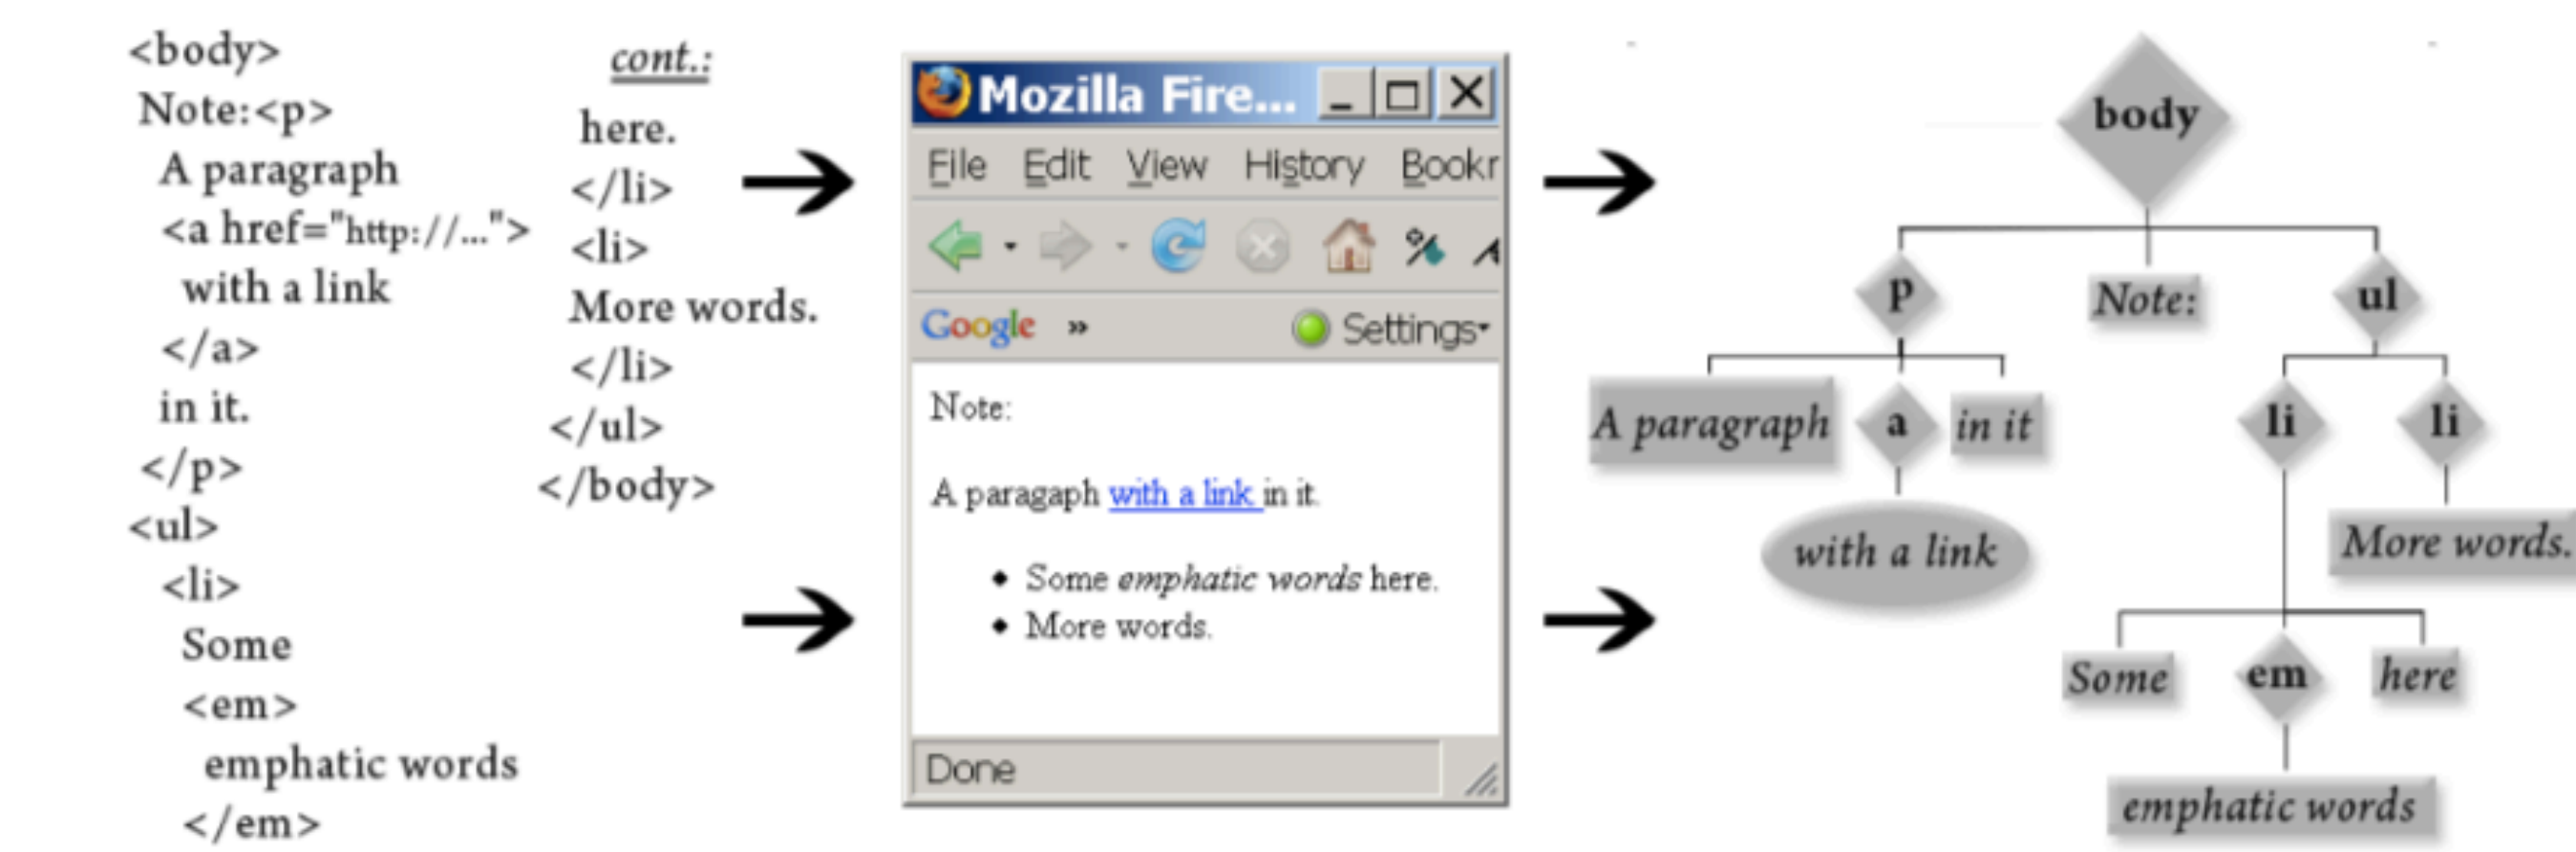 <body>
Note:<p>
A paragraph
<a href="http://...">
with a link
</a>
in it.
</p>
<ul>
<li>
Some
<em>
emphatic words
</em>
cont.:
here.
</li>
<li>
More words.
</li>
</ul>
</body>
Mozilla Fire...
File Edit View History Bookr
Google » Settings
Note:
A paragaph with a link in it.
Some emphatic words here.
More words.
Done
body
p Note: ul
A paragraph a in it li li
with a link More words.
Some em here
emphatic words